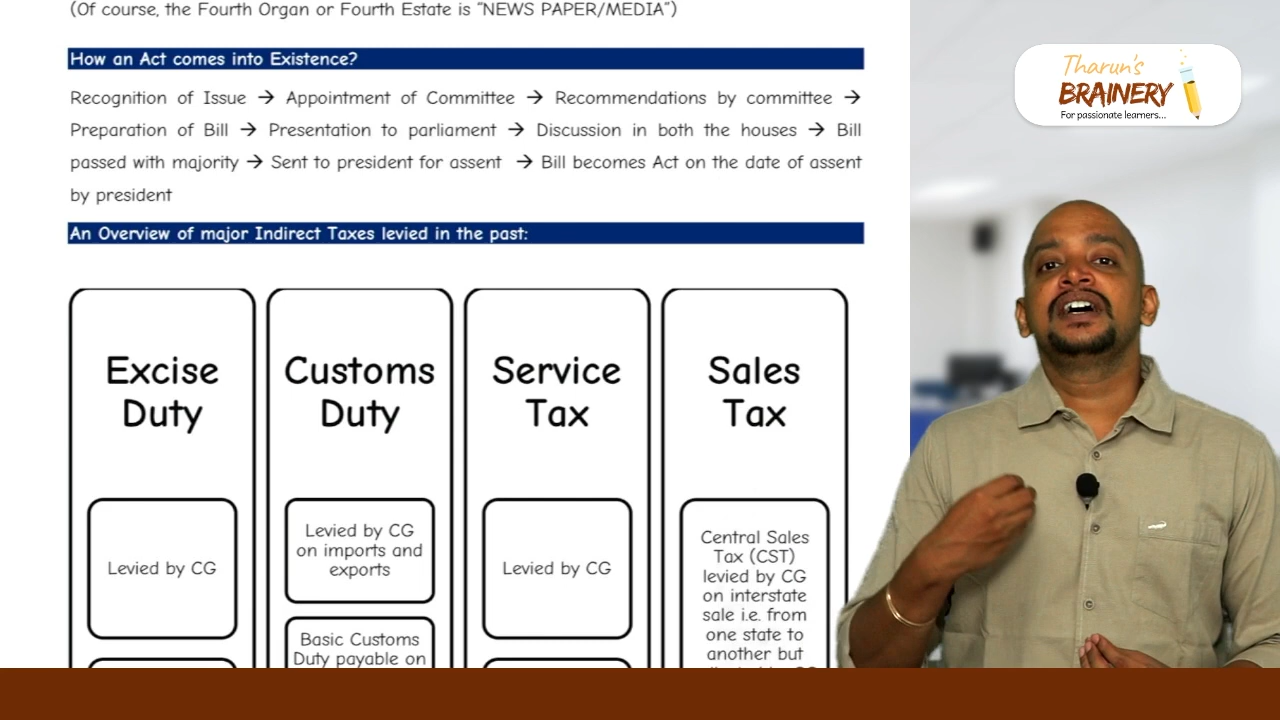 (Of course, the Fourth Organ or Fourth Estate is “NEWS PAPER/MEDIA”)
How an Act comes into Existence?
Recognition of Issue → Appointment of Committee → Recommendations by committee →
Preparation of Bill → Presentation to parliament → Discussion in both the houses → Bill
passed with majority → Sent to president for assent → Bill becomes Act on the date of assent
by president
An Overview of major Indirect Taxes levied in the past:
Excise
Duty
Levied by CG
Customs
Duty
Levied by CG
on imports and
exports
Basic Customs
Duty payable on
Service
Tax
Levied by CG
Sales
Tax
Central Sales
Tax (CST)
levied by CG
on interstate
sale i.e. from
one state to
another but
Tharun's
BRAINERY
For passionate learners...